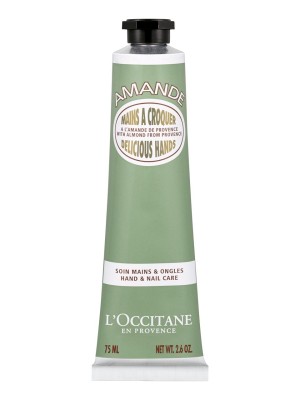 AMANDE
MAINS A CROQUER
A L'AMANDE DE PROVENCE
WITH ALMOND FROM PROVENCE
DELICIOUS HANDS
SOIN MAINS & ONGLES
HAND & NAIL CARE
L'OCCITANE
EN PROVENCE
75 ML NET WT. 2.6 OZ.